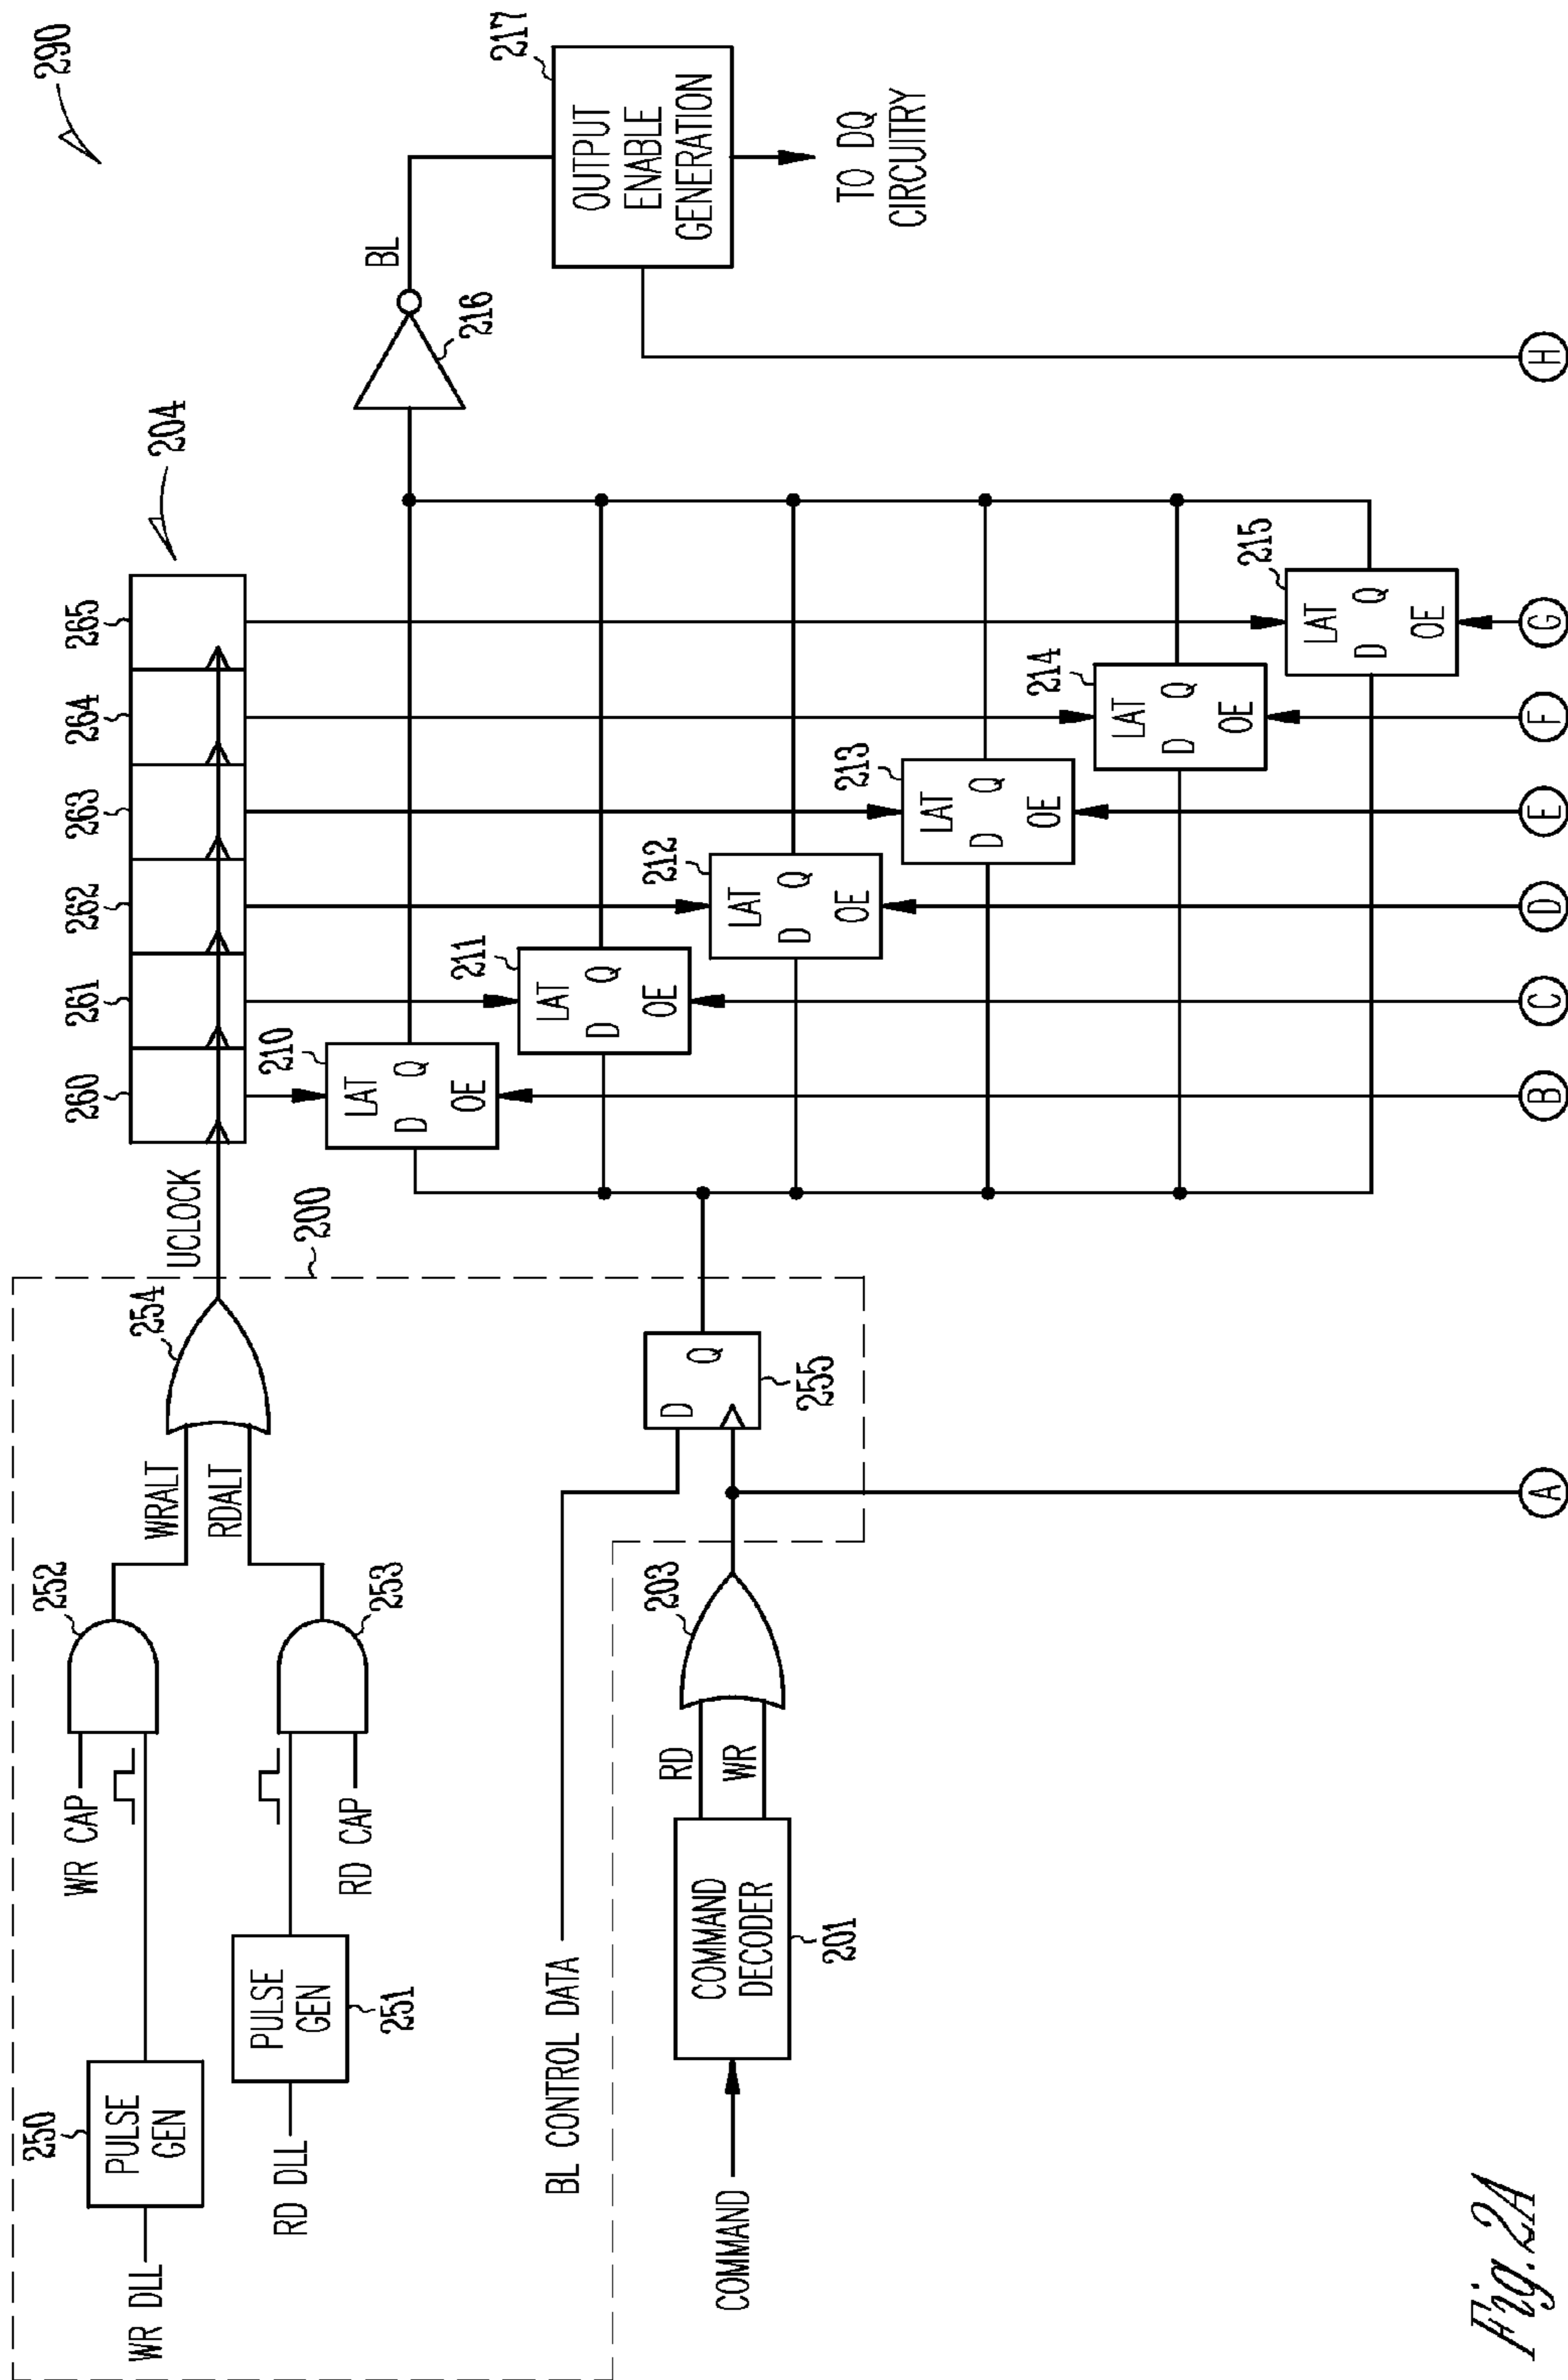 290
204
260
261
262
263
264
265
UCLOCK
200
254
WRALT
RDALT
252
253
WR CAP
RD CAP
250
PULSE
GEN
WR DLL
251
PULSE
GEN
RD DLL
BL CONTROL DATA
COMMAND
COMMAND
DECODER
201
RD
WR
203
D
Q
255
210
LAT
D
Q
OE
211
LAT
D
Q
OE
212
LAT
D
Q
OE
213
LAT
D
Q
OE
214
LAT
D
Q
OE
215
LAT
D
Q
OE
216
BL
217
OUTPUT
ENABLE
GENERATION
TO DQ
CIRCUITRY
A
B
C
D
E
F
G
H
Fig. 2A